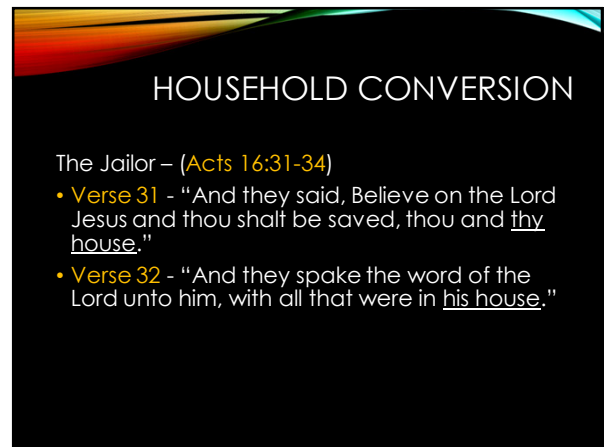 HOUSEHOLD CONVERSION
The Jailor – (Acts 16:31-34)
• Verse 31 - “And they said, Believe on the Lord
Jesus and thou shalt be saved, thou and thy
house.”
• Verse 32 - “And they spake the word of the
Lord unto him, with all that were in his house.”